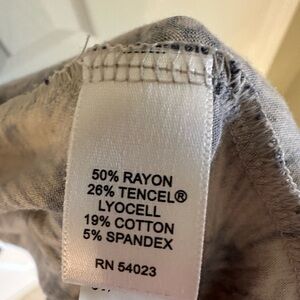 50% RAYON
26% TENCEL®
LYOCELL
19% COTTON
5% SPANDEX
RN 54023